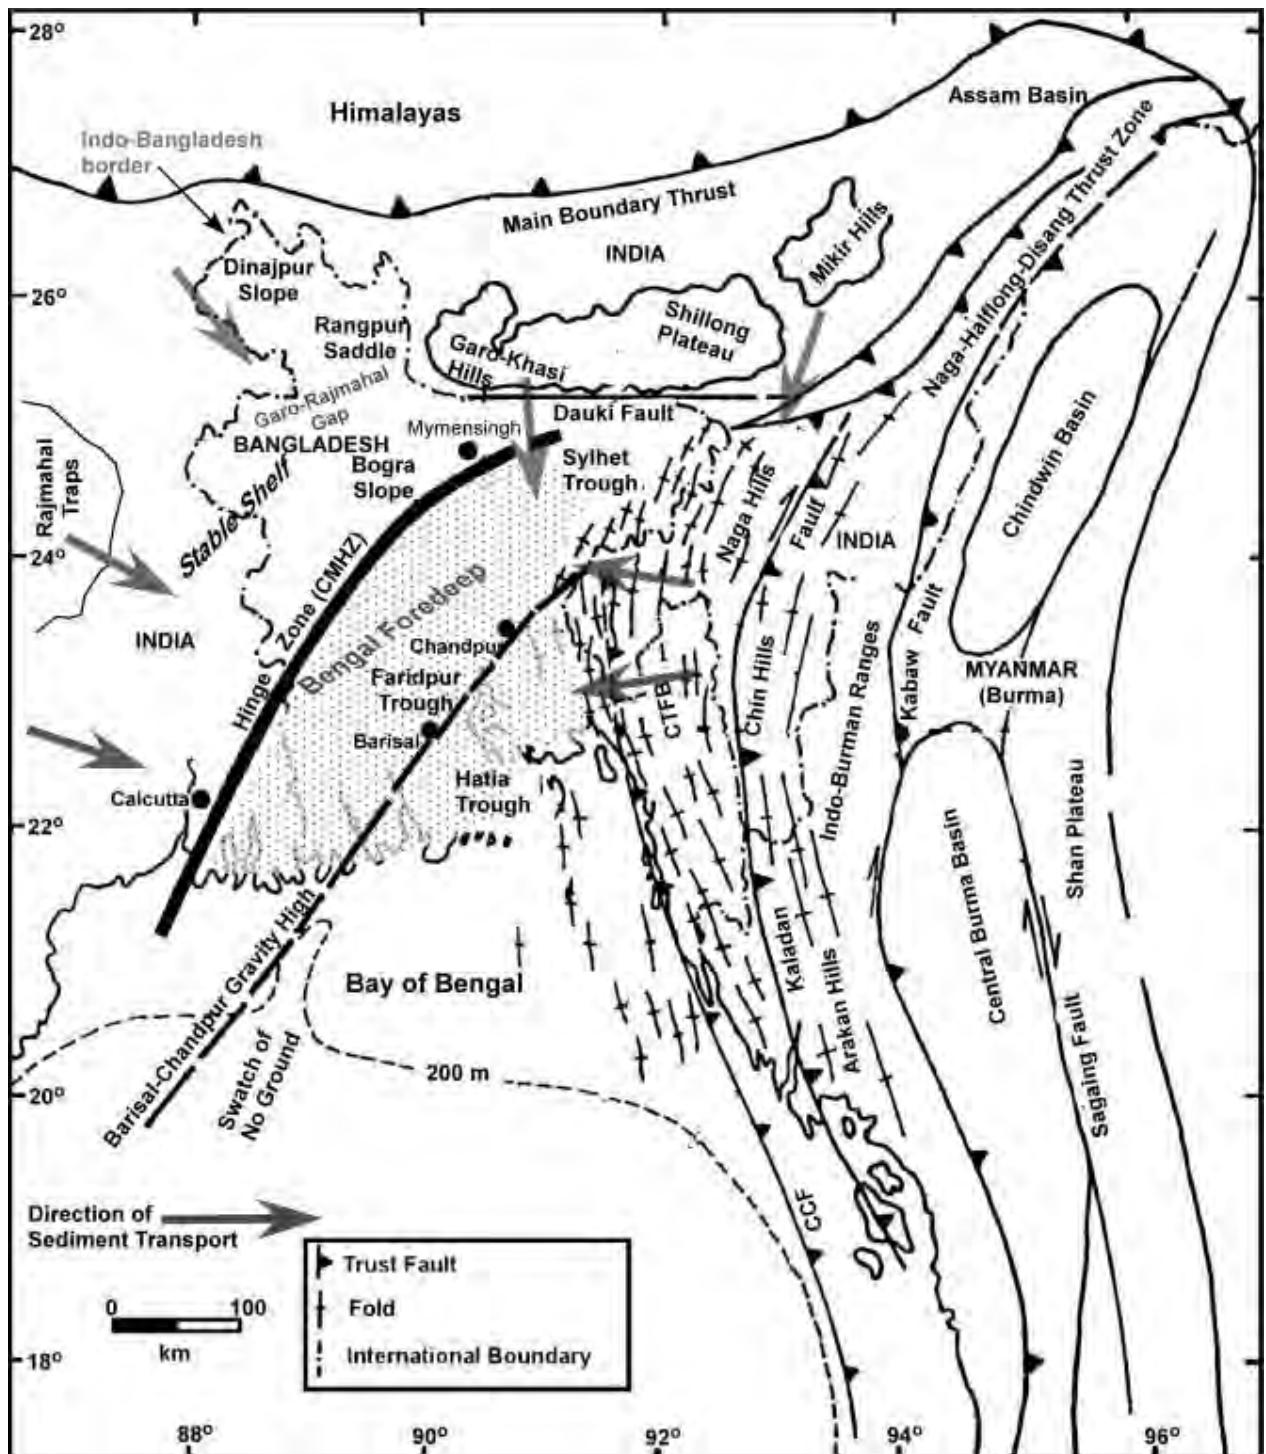 28°
Himalayas
Assam Basin
Indo-Bangladesh
border
Main Boundary Thrust
INDIA
Mikir Hills
Naga-Halflong-Disang Thrust Zone
26°
Dinajpur
Slope
Rangpur
Saddle
Shillong
Plateau
Garo-Khasi
Hills
Garo-Rajmahal
Gap
Dauki Fault
BANGLADESH
Mymensingh
Bogra
Slope
Sylhet
Trough
Rajmahal
Traps
Stable Shelf
Naga Hills
Fault
INDIA
Chindwin Basin
24°
INDIA
Hinge Zone (CMHZ)
Bengal Foredeep
Chandpur
Faridpur
Trough
Barisal
CTFB
Chin Hills
Indo-Burman Ranges
Kabaw Fault
MYANMAR
(Burma)
Calcutta
Hatia
Trough
22°
Central Burma Basin
Shan Plateau
Barisal-Chandpur Gravity High
Bay of Bengal
Kaladan
Arakan Hills
Swatch of
No Ground
200 m
20°
Sagaing Fault
CCF
Direction of
Sediment Transport
0 100
km
Trust Fault
Fold
International Boundary
18°
88° 90° 92° 94° 96°